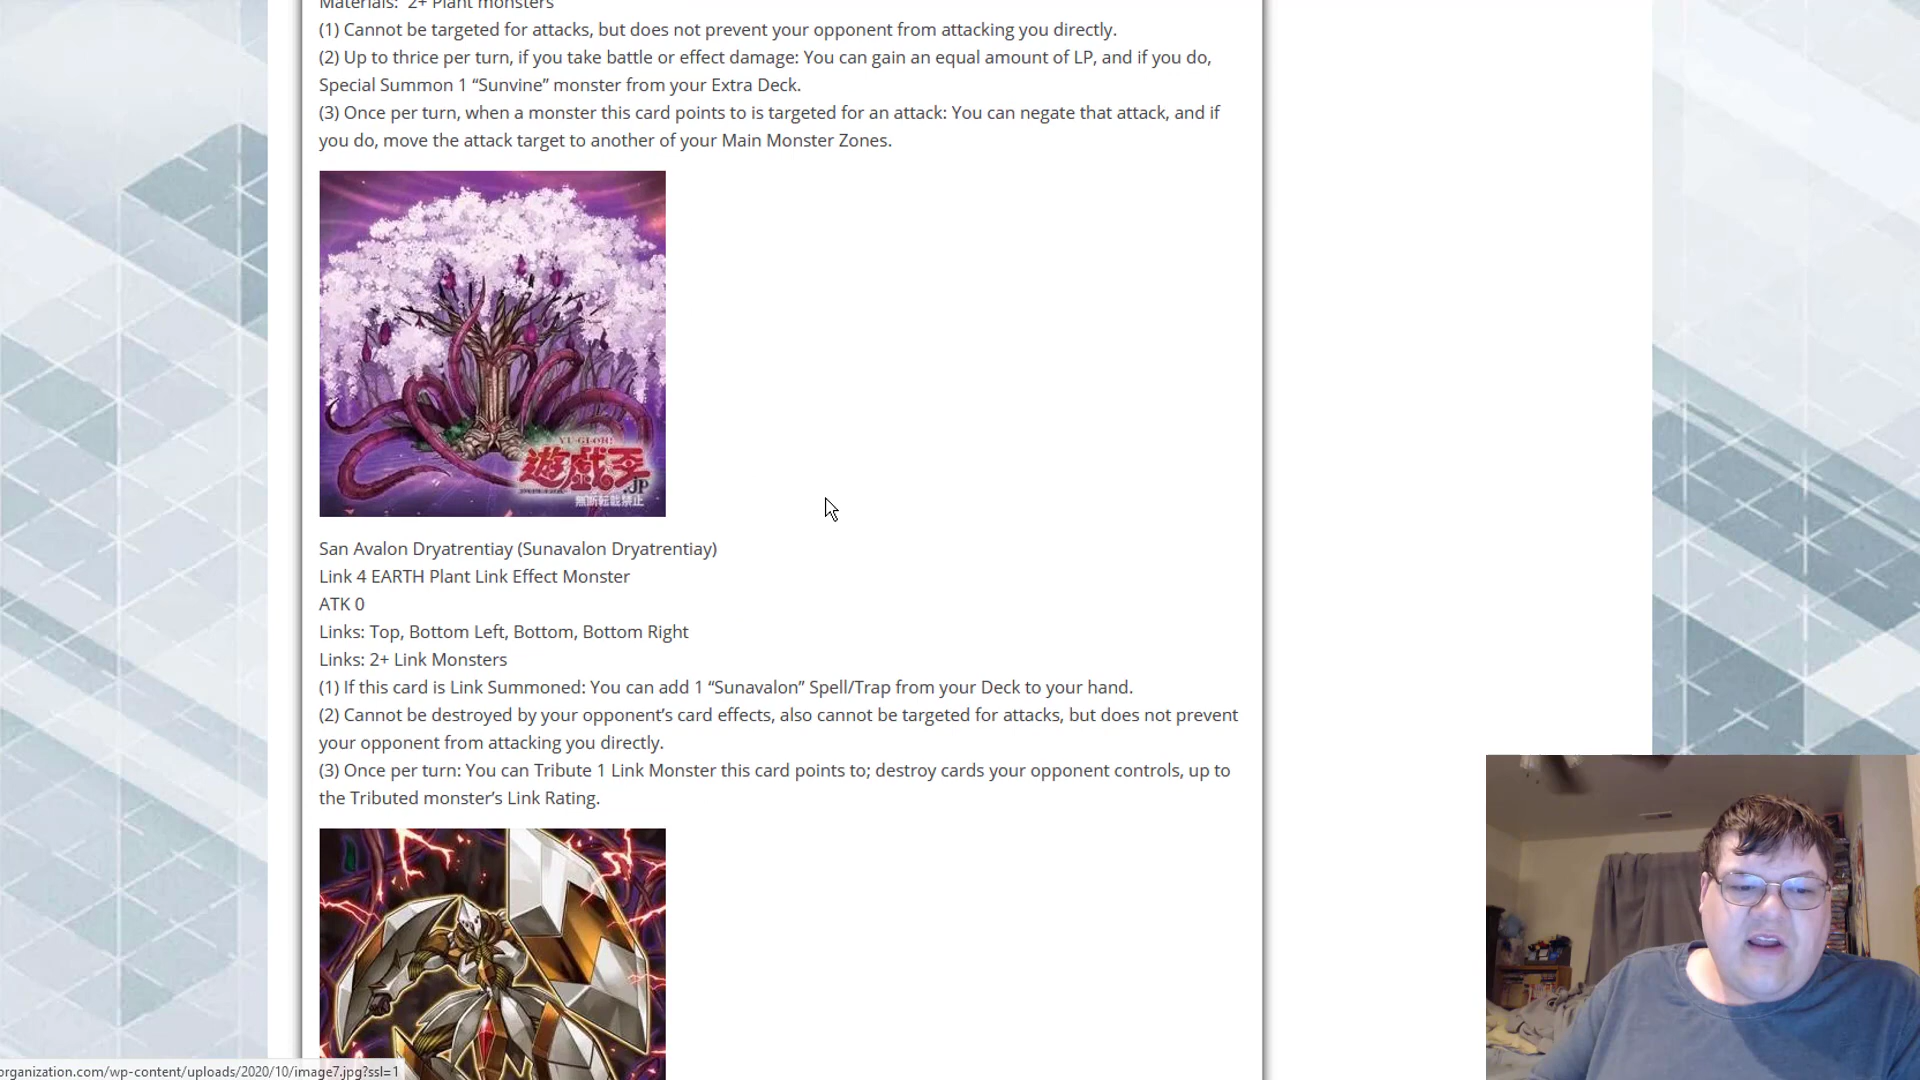 Materials: 2+ Plant monsters
(1) Cannot be targeted for attacks, but does not prevent your opponent from attacking you directly.
(2) Up to thrice per turn, if you take battle or effect damage: You can gain an equal amount of LP, and if you do,
Special Summon 1 “Sunvine” monster from your Extra Deck.
(3) Once per turn, when a monster this card points to is targeted for an attack: You can negate that attack, and if
you do, move the attack target to another of your Main Monster Zones.
YU-GI-OH!
遊戯王
.jp
無断転載禁止
San Avalon Dryatrentiay (Sunavalon Dryatrentiay)
Link 4 EARTH Plant Link Effect Monster
ATK 0
Links: Top, Bottom Left, Bottom, Bottom Right
Links: 2+ Link Monsters
(1) If this card is Link Summoned: You can add 1 “Sunavalon” Spell/Trap from your Deck to your hand.
(2) Cannot be destroyed by your opponent’s card effects, also cannot be targeted for attacks, but does not prevent
your opponent from attacking you directly.
(3) Once per turn: You can Tribute 1 Link Monster this card points to; destroy cards your opponent controls, up to
the Tributed monster’s Link Rating.
organization.com/wp-content/uploads/2020/10/image7.jpg?ssl=1